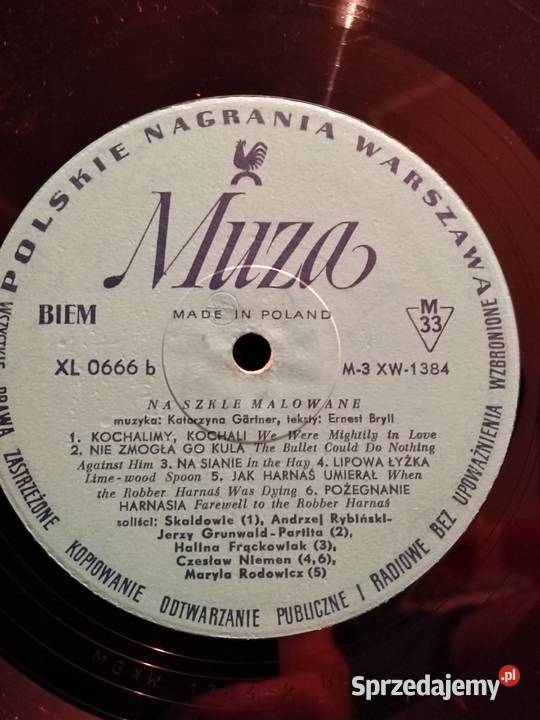 POLSKIE NAGRANIA WARSZAWA
Muza
BIEM
MADE IN POLAND
M
33
XL 0666 b
M-3 XW-1384
NA SZKLE MALOWANE
muzyka: Katarzyna Gärtner, teksty: Ernest Bryll
1. KOCHALIMY, KOCHALI We Were Mightily in Love
2. NIE ZMOGŁA GO KULA The Bullet Could Do Nothing
Against Him 3. NA SIANIE In the Hay 4. LIPOWA ŁYŻKA
Lime-wood Spoon 5. JAK HARNAŚ UMIERAŁ When
the Robber Harnaś Was Dying 6. POŻEGNANIE
HARNASIA Farewell to the Robber Harnaś
soliści: Skaldowie (1), Andrzej Rybiński-
Jerzy Grunwald-Partita (2),
Halina Frąckowiak (3),
Czesław Niemen (4,6),
Maryla Rodowicz (5)
WSZYSTKIE PRAWA ZASTRZEŻONE KOPIOWANIE ODTWARZANIE PUBLICZNE I RADIOWE BEZ UPOWAŻNIENIA WZBRONIONE
Sprzedajemy.pl